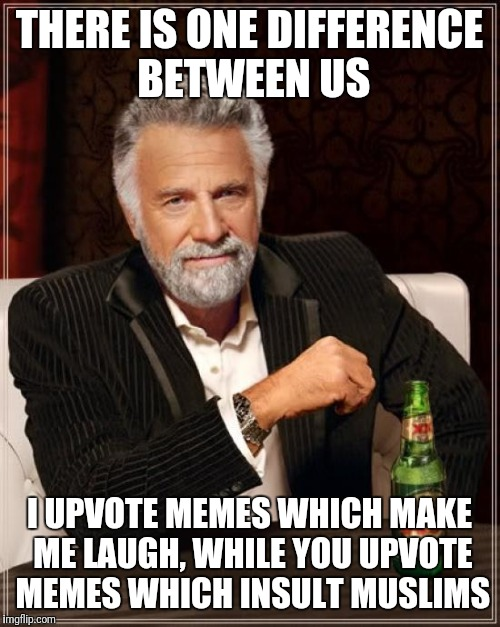 THERE IS ONE DIFFERENCE
BETWEEN US
XX
I UPVOTE MEMES WHICH MAKE
ME LAUGH, WHILE YOU UPVOTE
MEMES WHICH INSULT MUSLIMS
imgflip.com